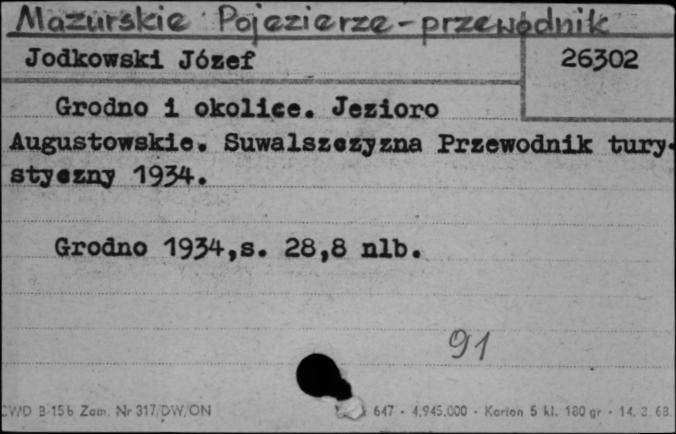 Mazurskie Pojezierze - przewodnik
Jodkowski Józef
26302
Grodno i okolice. Jezioro
Augustowskie. Suwalszczyzna Przewodnik tury-
styczny 1934.
Grodno 1934,s. 28,8 nlb.
91
CWD B-156 Zam. Nr 317/DW/ON
647 - 4.945.000 - Karton 5 kl. 180 gr - 14. 2. 68.